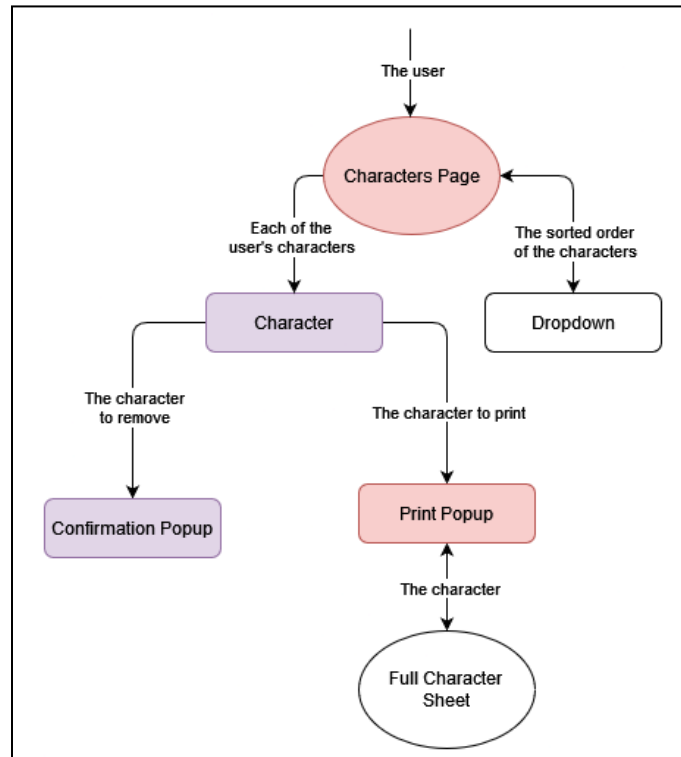 The user
Characters Page
Each of the
user's characters
The sorted order
of the characters
Character
Dropdown
The character
to remove
The character to print
Confirmation Popup
Print Popup
The character
Full Character
Sheet